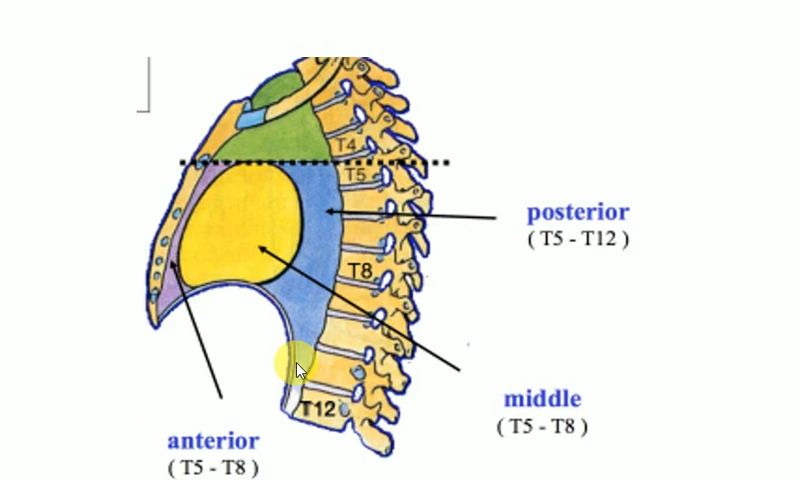 T4
T5
posterior
( T5 - T12 )
T8
middle
( T5 - T8 )
T12
anterior
( T5 - T8 )